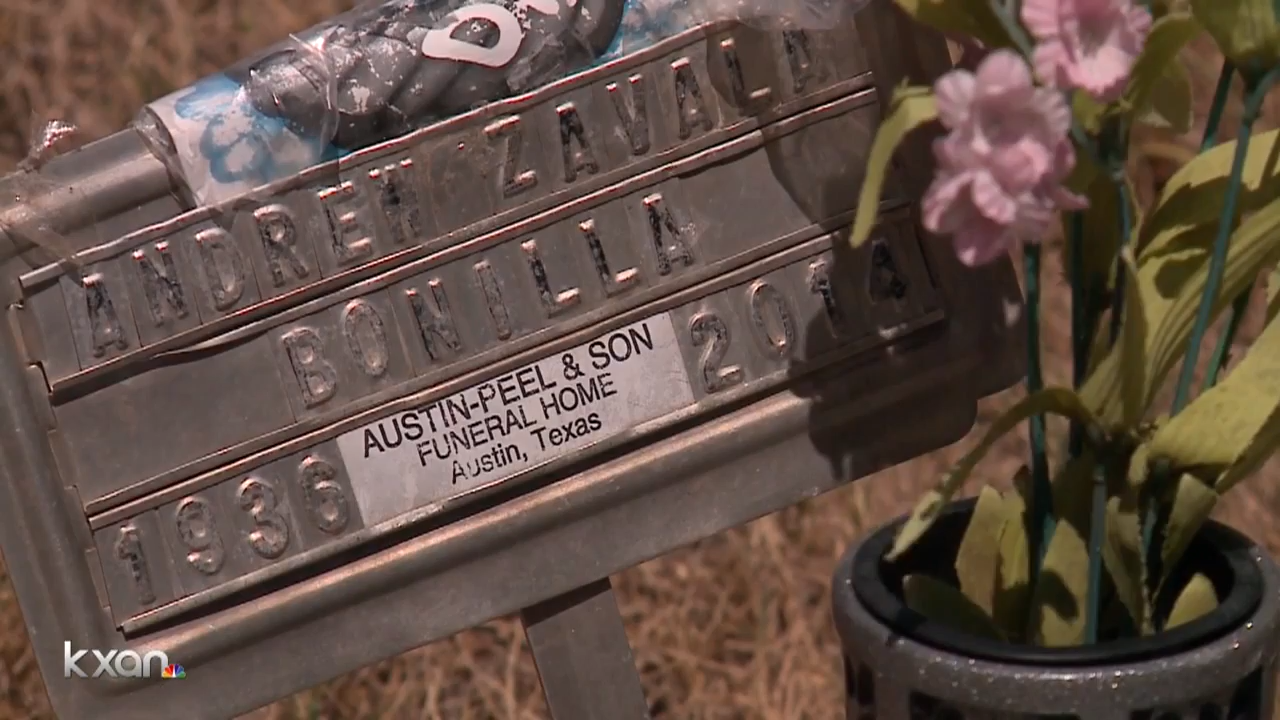 ANDREW ZAVALA
BONILLA
1936
AUSTIN-PEEL & SON
FUNERAL HOME
Austin, Texas
2014
kxan